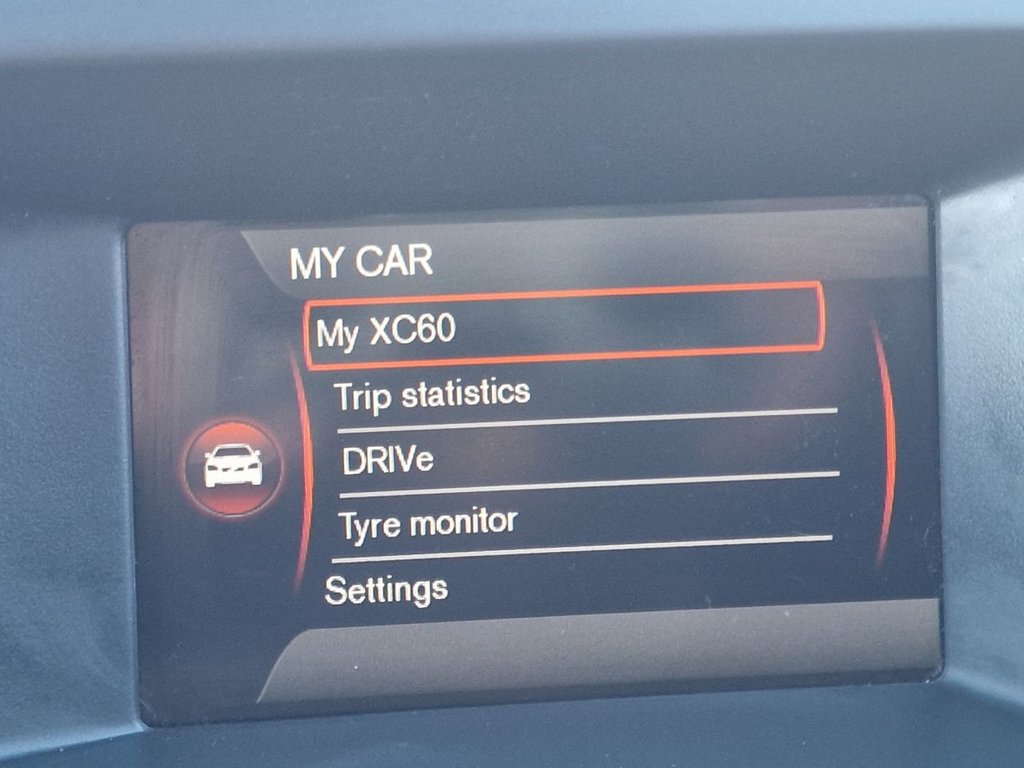 MY CAR
My XC60
Trip statistics
DRIVe
Tyre monitor
Settings